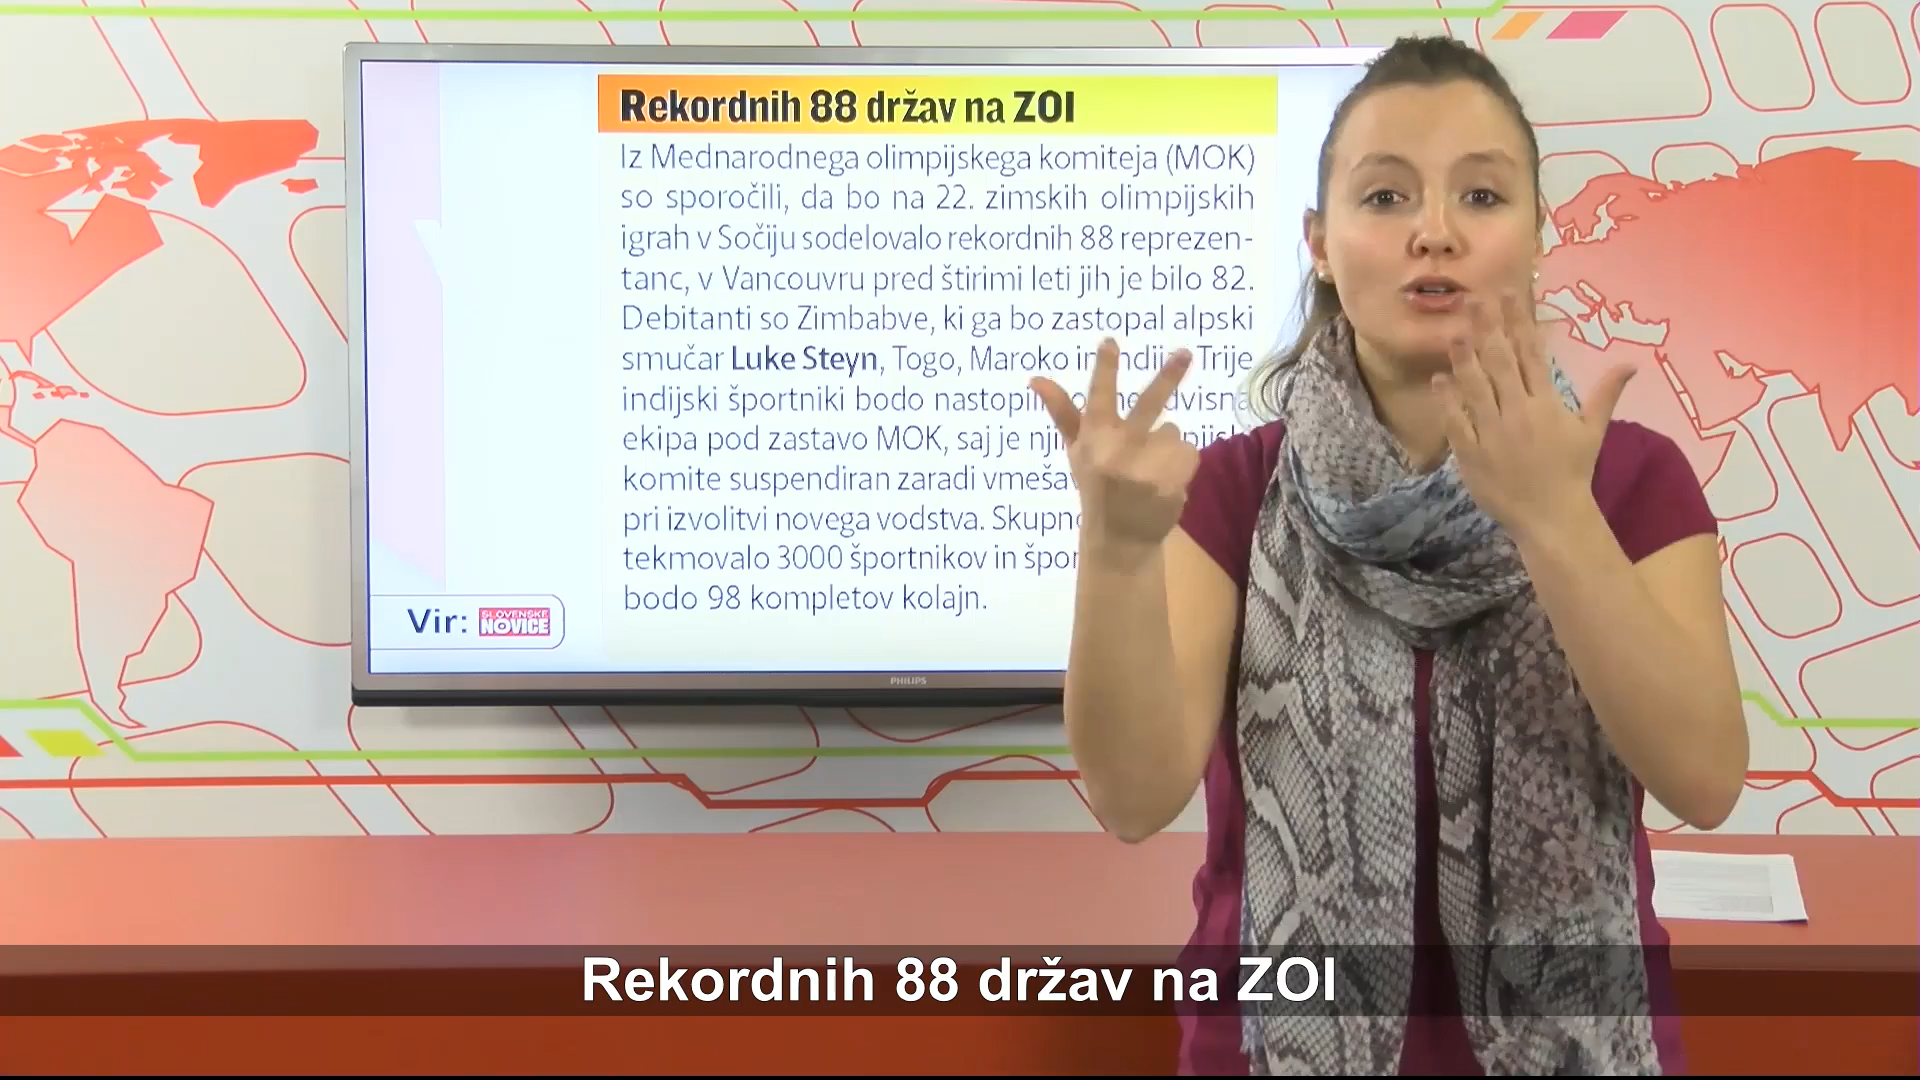 Rekordnih 88 držav na ZOI
Iz Mednarodnega olimpijskega komiteja (MOK)
so sporočili, da bo na 22. zimskih olimpijskih
igrah v Sočiju sodelovalo rekordnih 88 reprezen-
tanc, v Vancouvru pred štirimi leti jih je bilo 82.
Debitanti so Zimbabve, ki ga bo zastopal alpski
smučar Luke Steyn, Togo, Maroko in Trije
indijski športniki bodo
ekipa pod zastavo MOK, saj je
komite suspendiran zaradi
pri izvolitvi novega vodstva.
tekmovalo 3000 športnikov in
bodo 98 kompletov kolajn.
Vir: SLOVENSKE NOVICE
PHILIPS
Rekordnih 88 držav na ZOI